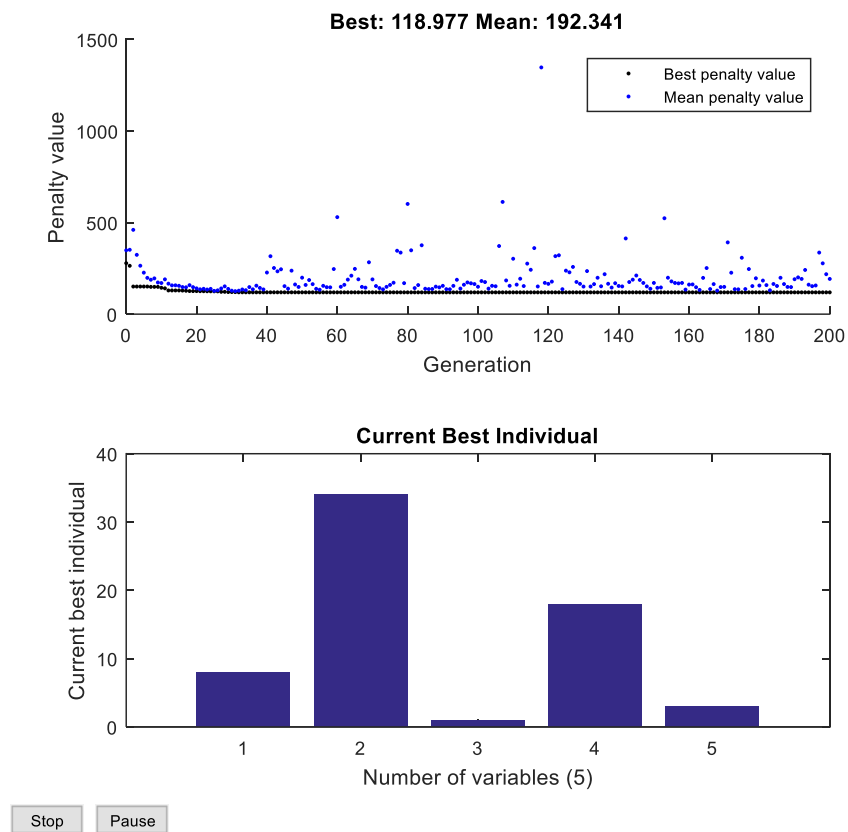 Best: 118.977 Mean: 192.341
1500
1000
500
0
Penalty value
Best penalty value
Mean penalty value
0 20 40 60 80 100 120 140 160 180 200
Generation
Current Best Individual
40
30
20
10
0
Current best individual
1 2 3 4 5
Number of variables (5)
Stop Pause